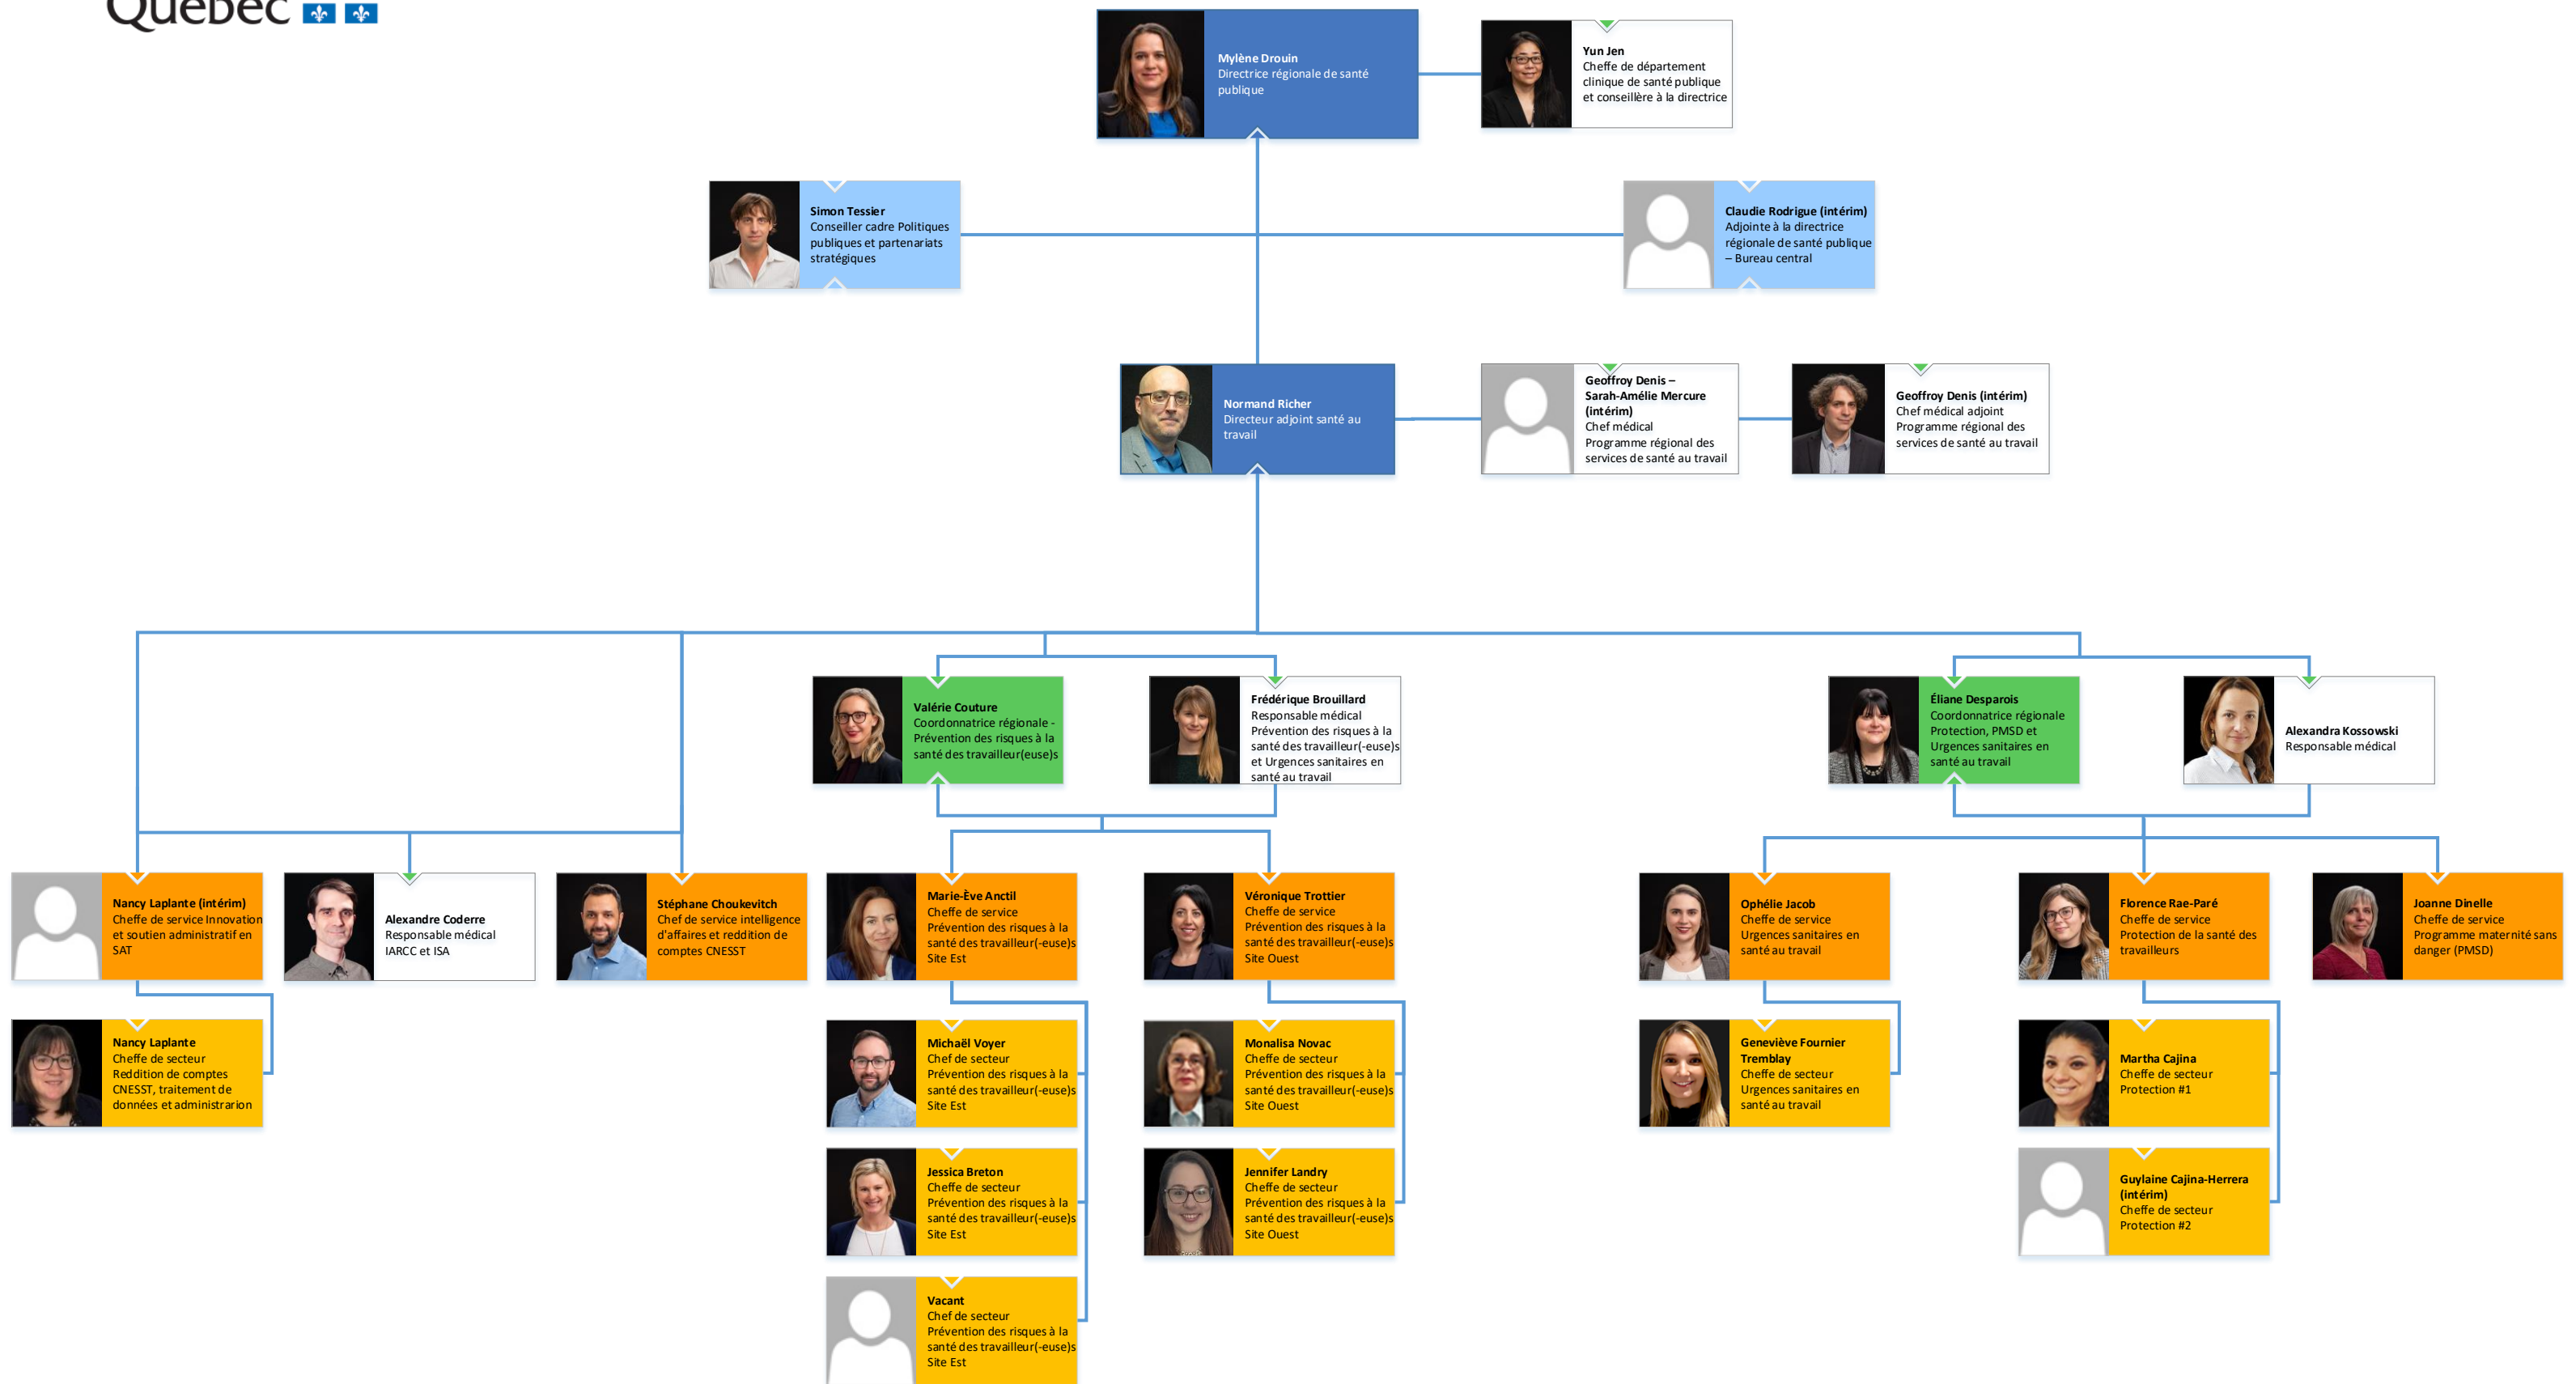 Québec
Mylène Drouin
Directrice régionale de santé
publique
Yun Jen
Cheffe de département
clinique de santé publique
et conseillère à la directrice
Simon Tessier
Conseiller cadre Politiques
publiques et partenariats
stratégiques
Claudie Rodrigue (intérim)
Adjointe à la directrice
régionale de santé publique
– Bureau central
Normand Richer
Directeur adjoint santé au
travail
Geoffroy Denis –
Sarah-Amélie Mercure
(intérim)
Chef médical
Programme régional des
services de santé au travail
Geoffroy Denis (intérim)
Chef médical adjoint
Programme régional des
services de santé au travail
Valérie Couture
Coordonnatrice régionale -
Prévention des risques à la
santé des travailleur(euse)s
Frédérique Brouillard
Responsable médical
Prévention des risques à la
santé des travailleur(-euse)s
et Urgences sanitaires en
santé au travail
Éliane Desparois
Coordonnatrice régionale
Protection, PMSD et
Urgences sanitaires en
santé au travail
Alexandra Kossowski
Responsable médical
Nancy Laplante (intérim)
Cheffe de service Innovation
et soutien administratif en
SAT
Alexandre Coderre
Responsable médical
IARCC et ISA
Stéphane Choukevitch
Chef de service intelligence
d'affaires et reddition de
comptes CNESST
Marie-Ève Anctil
Cheffe de service
Prévention des risques à la
santé des travailleur(-euse)s
Site Est
Véronique Trottier
Cheffe de service
Prévention des risques à la
santé des travailleur(-euse)s
Site Ouest
Ophélie Jacob
Cheffe de service
Urgences sanitaires en
santé au travail
Florence Rae-Paré
Cheffe de service
Protection de la santé des
travailleurs
Joanne Dinelle
Cheffe de service
Programme maternité sans
danger (PMSD)
Nancy Laplante
Cheffe de secteur
Reddition de comptes
CNESST, traitement de
données et administrarion
Michaël Voyer
Chef de secteur
Prévention des risques à la
santé des travailleur(-euse)s
Site Est
Monalisa Novac
Cheffe de secteur
Prévention des risques à la
santé des travailleur(-euse)s
Site Ouest
Geneviève Fournier
Tremblay
Cheffe de secteur
Urgences sanitaires en
santé au travail
Martha Cajina
Cheffe de secteur
Protection #1
Jessica Breton
Cheffe de secteur
Prévention des risques à la
santé des travailleur(-euse)s
Site Est
Jennifer Landry
Cheffe de secteur
Prévention des risques à la
santé des travailleur(-euse)s
Site Ouest
Guylaine Cajina-Herrera
(intérim)
Cheffe de secteur
Protection #2
Vacant
Chef de secteur
Prévention des risques à la
santé des travailleur(-euse)s
Site Est